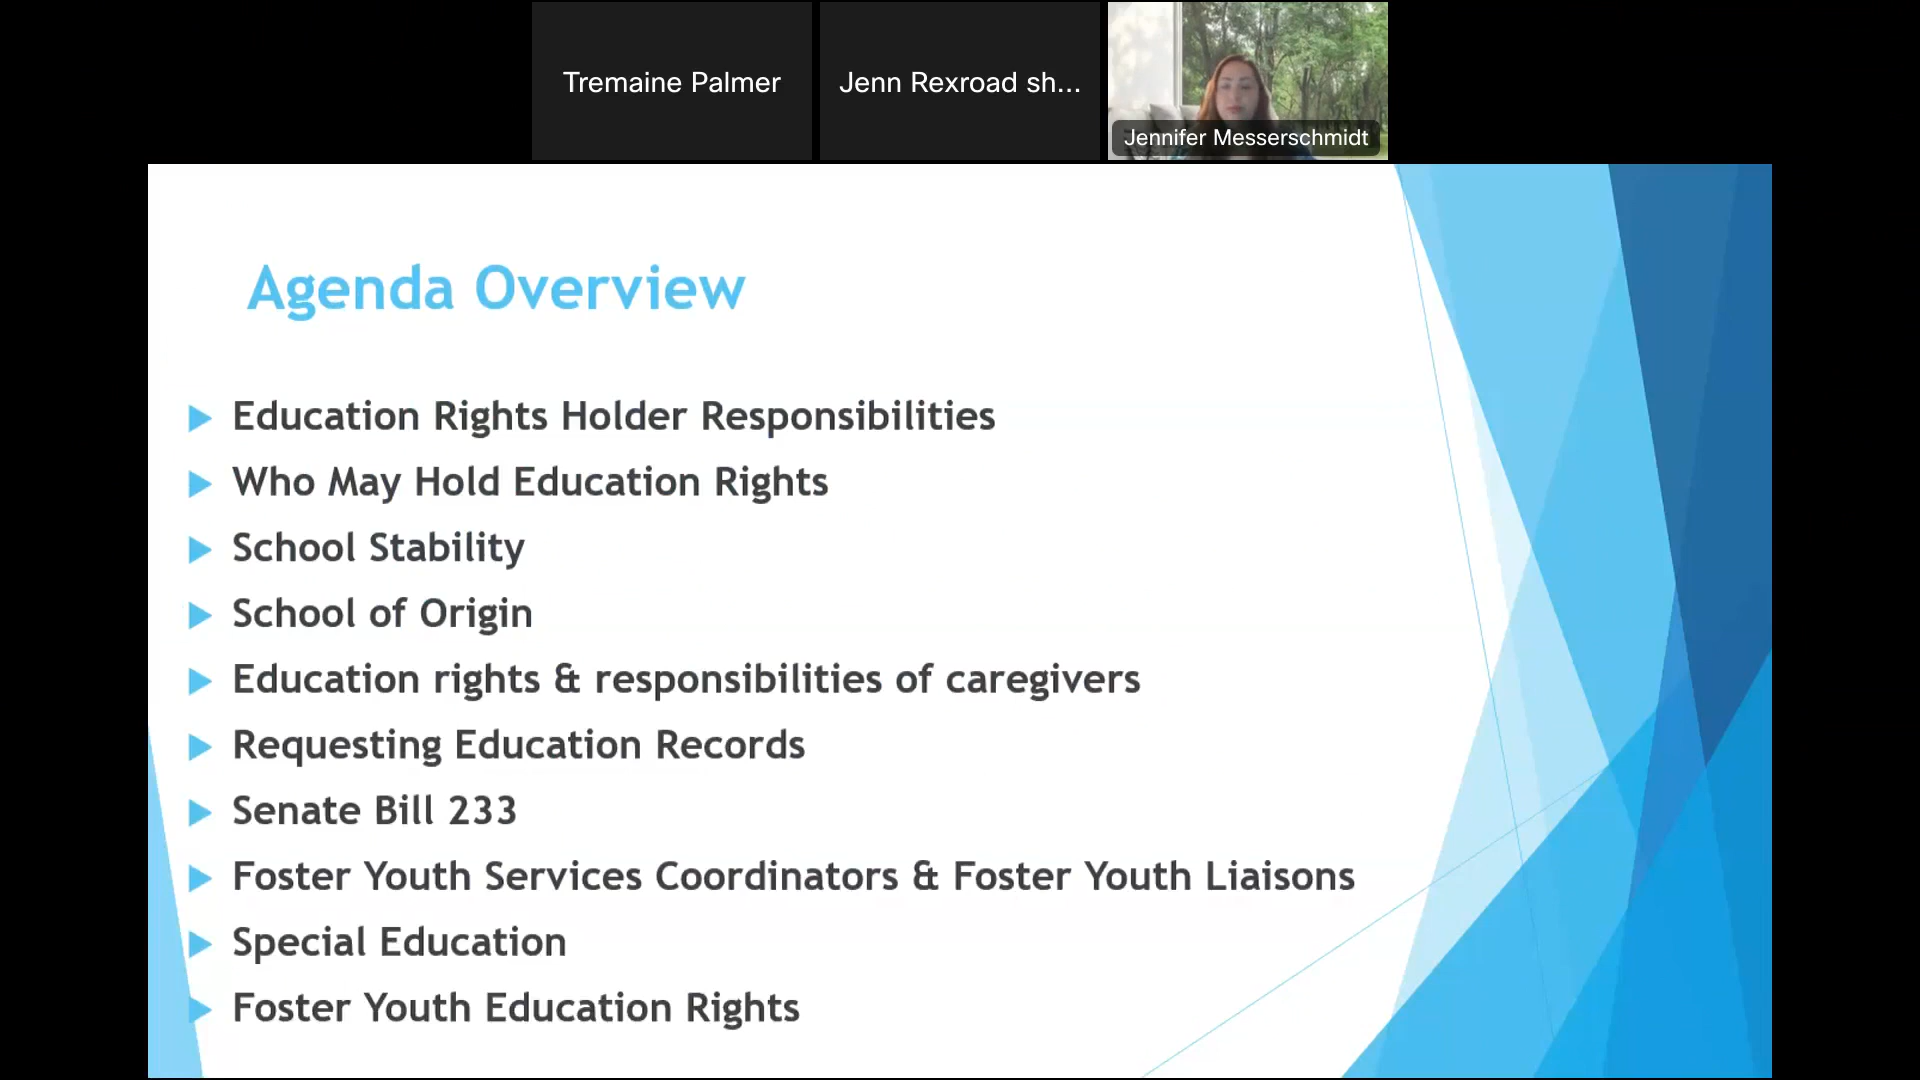 Tremaine Palmer
Jenn Rexroad sh...
Jennifer Messerschmidt
Agenda Overview
Education Rights Holder Responsibilities
Who May Hold Education Rights
School Stability
School of Origin
Education rights & responsibilities of caregivers
Requesting Education Records
Senate Bill 233
Foster Youth Services Coordinators & Foster Youth Liaisons
Special Education
Foster Youth Education Rights